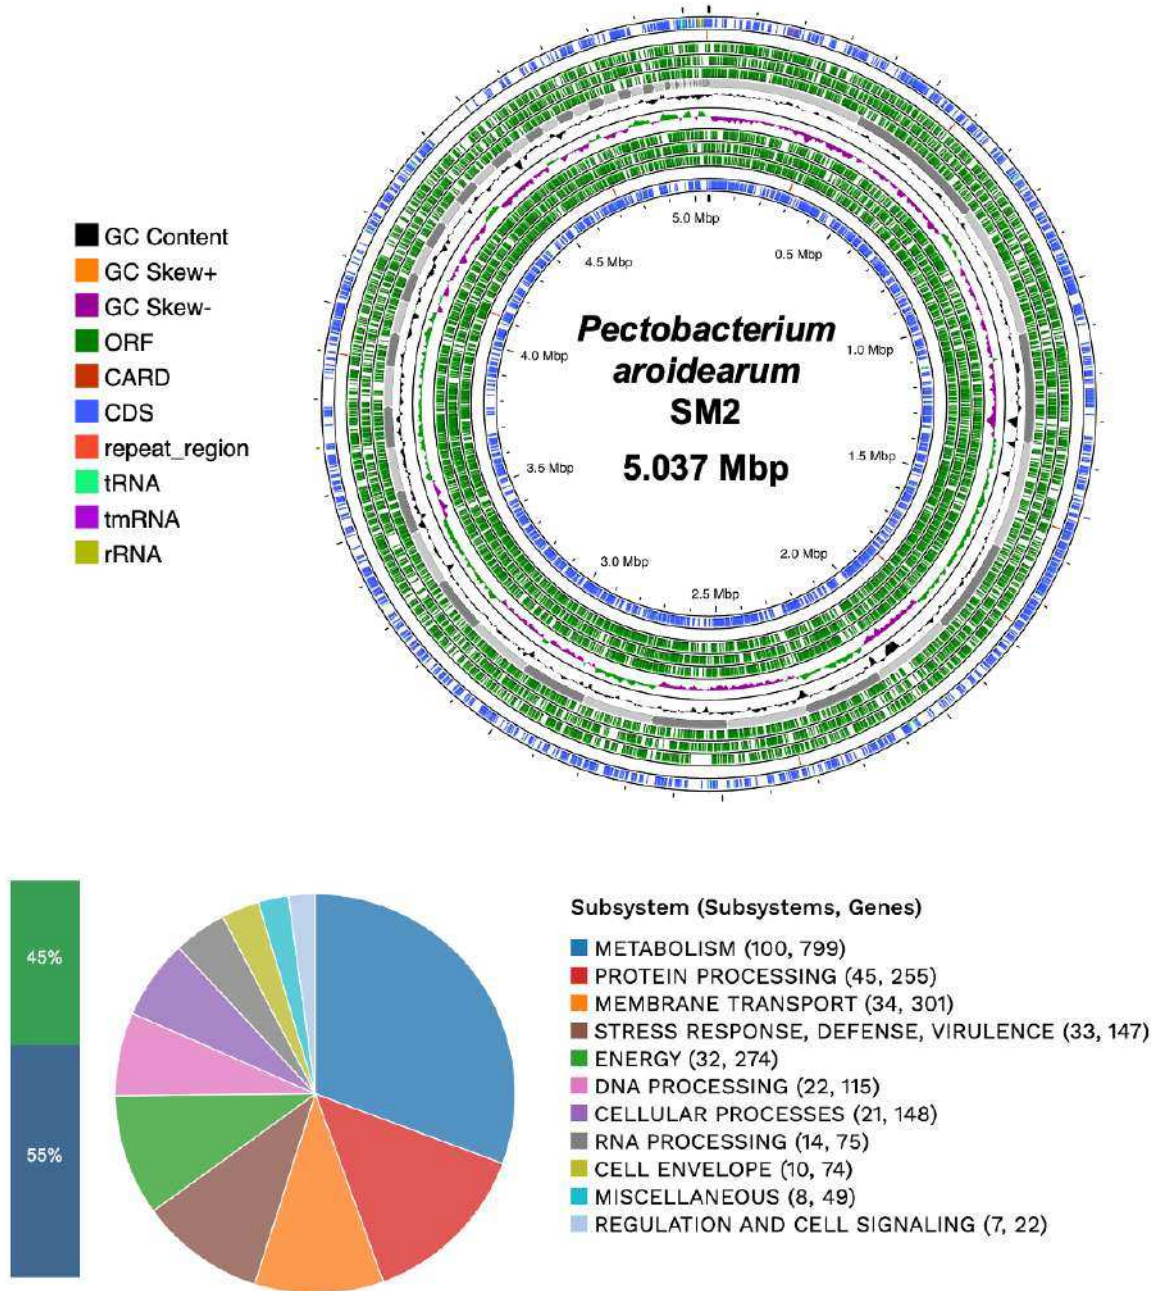 GC Content
GC Skew+
GC Skew-
ORF
CARD
CDS
repeat_region
tRNA
tmRNA
rRNA
5.0 Mbp
0.5 Mbp
4.5 Mbp
1.0 Mbp
4.0 Mbp
1.5 Mbp
3.5 Mbp
2.0 Mbp
3.0 Mbp
2.5 Mbp
Pectobacterium
aroidearum
SM2
5.037 Mbp
45%
55%
Subsystem (Subsystems, Genes)
METABOLISM (100, 799)
PROTEIN PROCESSING (45, 255)
MEMBRANE TRANSPORT (34, 301)
STRESS RESPONSE, DEFENSE, VIRULENCE (33, 147)
ENERGY (32, 274)
DNA PROCESSING (22, 115)
CELLULAR PROCESSES (21, 148)
RNA PROCESSING (14, 75)
CELL ENVELOPE (10, 74)
MISCELLANEOUS (8, 49)
REGULATION AND CELL SIGNALING (7, 22)